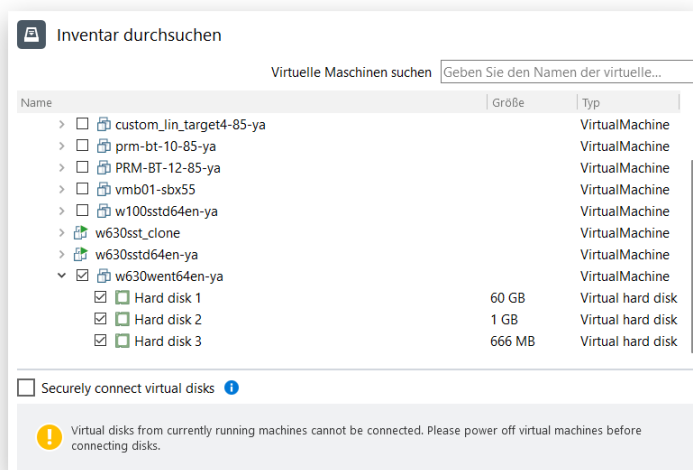 Inventar durchsuchen
Virtuelle Maschinen suchen Geben Sie den Namen der virtuelle...
Name Größe Typ
custom_lin_target4-85-ya VirtualMachine
prm-bt-10-85-ya VirtualMachine
PRM-BT-12-85-ya VirtualMachine
vmb01-sbx55 VirtualMachine
w100sstd64en-ya VirtualMachine
w630sst_clone VirtualMachine
w630sstd64en-ya VirtualMachine
w630went64en-ya VirtualMachine
Hard disk 1 60 GB Virtual hard disk
Hard disk 2 1 GB Virtual hard disk
Hard disk 3 666 MB Virtual hard disk
Securely connect virtual disks
Virtual disks from currently running machines cannot be connected. Please power off virtual machines before
connecting disks.